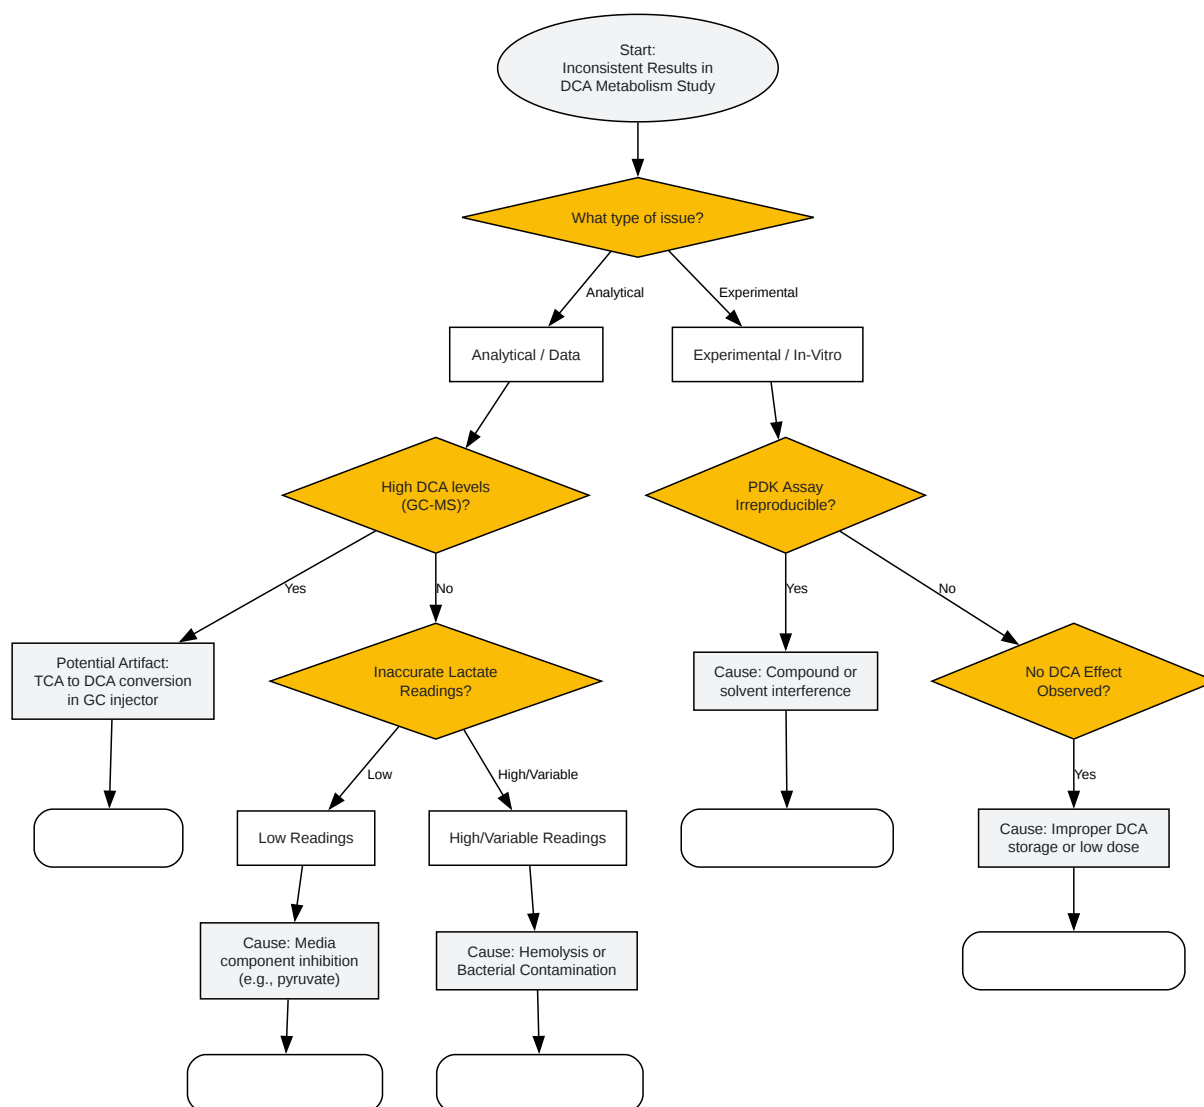 Start:
Inconsistent Results in
DCA Metabolism Study
What type of issue?
Analytical
Experimental
Analytical / Data
Experimental / In-Vitro
High DCA levels
(GC-MS)?
PDK Assay
Irreproducible?
Yes
No
Yes
No
Potential Artifact:
TCA to DCA conversion
in GC injector
Inaccurate Lactate
Readings?
Cause: Compound or
solvent interference
No DCA Effect
Observed?
Low
High/Variable
Yes
Low Readings
High/Variable Readings
Cause: Improper DCA
storage or low dose
Cause: Media
component inhibition
(e.g., pyruvate)
Cause: Hemolysis or
Bacterial Contamination